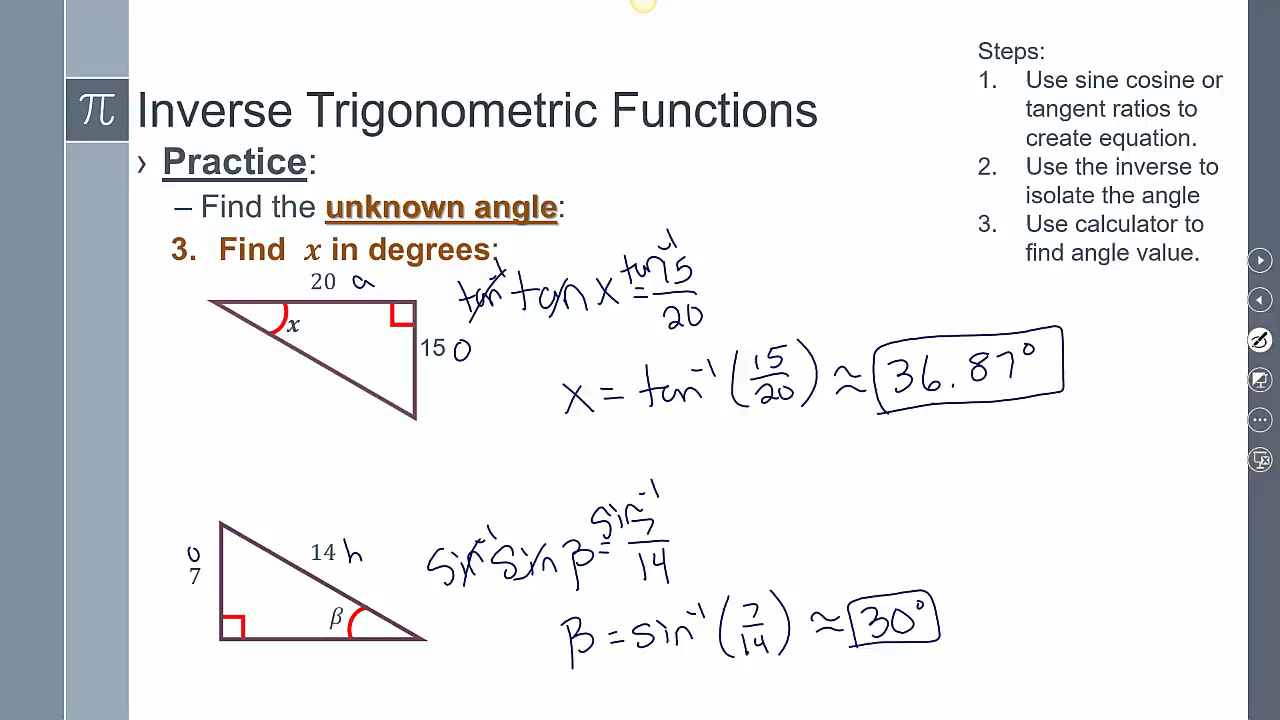 Steps:
1. Use sine cosine or
tangent ratios to
create equation.
2. Use the inverse to
isolate the angle
3. Use calculator to
find angle value.
π Inverse Trigonometric Functions
› Practice:
– Find the unknown angle:
3. Find x in degrees:
20 a
x
15 o
tan⁻¹ tan x = tan⁻¹ 15/20
x = tan⁻¹ (15/20) ≈ 36.87°
o
7
14 h
β
sin⁻¹ sin β = sin⁻¹ 7/14
β = sin⁻¹ (7/14) ≈ 30°